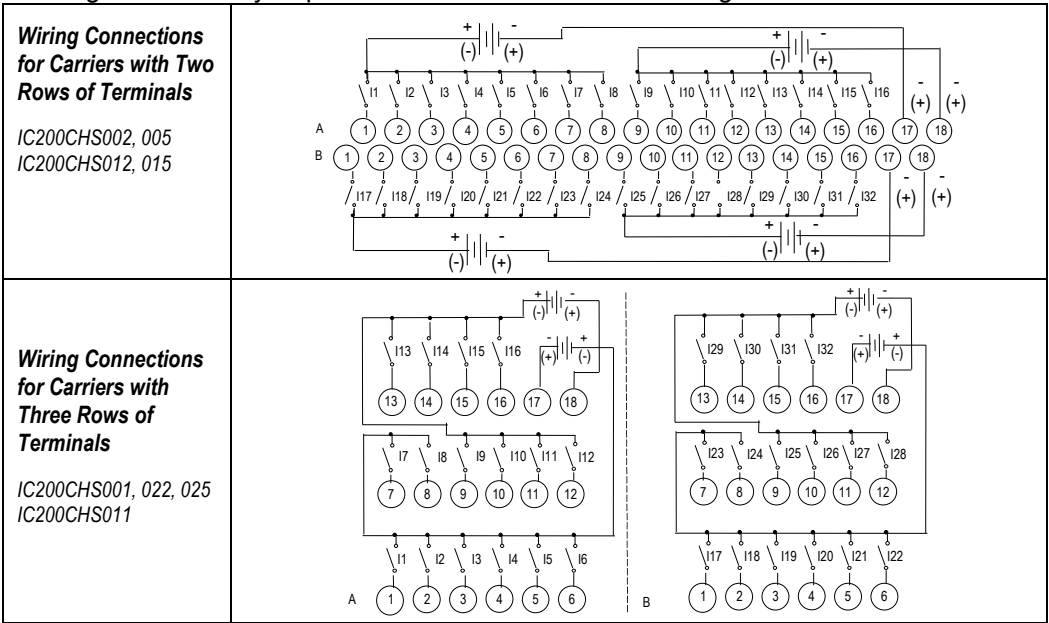 Wiring Connections
for Carriers with Two
Rows of Terminals
IC200CHS002, 005
IC200CHS012, 015
+ - + -
(-) (+) (-) (+)
I1 I2 I3 I4 I5 I6 I7 I8 I9 I10 I11 I12 I13 I14 I15 I16 - -
(+) (+)
A 1 2 3 4 5 6 7 8 9 10 11 12 13 14 15 16 17 18
B 1 2 3 4 5 6 7 8 9 10 11 12 13 14 15 16 17 18
I17 I18 I19 I20 I21 I22 I23 I24 I25 I26 I27 I28 I29 I30 I31 I32 - -
(+) (+)
+ - + -
(-) (+) (-) (+)
Wiring Connections
for Carriers with
Three Rows of
Terminals
IC200CHS001, 022, 025
IC200CHS011
+ -
(-) (+)
I13 I14 I15 I16 - +
(+) (-)
13 14 15 16 17 18
I7 I8 I9 I10 I11 I12
7 8 9 10 11 12
I1 I2 I3 I4 I5 I6
A 1 2 3 4 5 6
+ -
(-) (+)
I29 I30 I31 I32 - +
(+) (-)
13 14 15 16 17 18
I23 I24 I25 I26 I27 I28
7 8 9 10 11 12
I17 I18 I19 I20 I21 I22
B 1 2 3 4 5 6